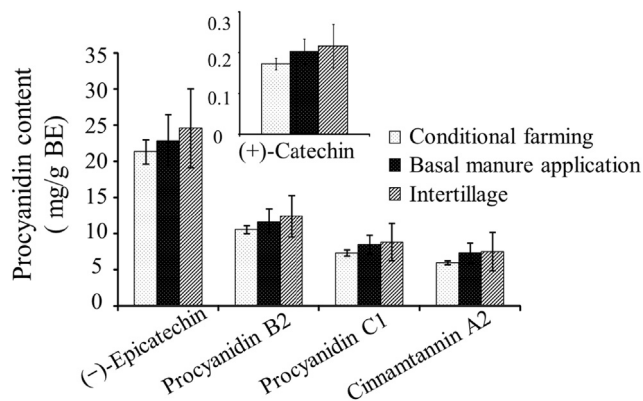 Procyanidin content
( mg/g BE)
35
30
25
20
15
10
5
0
0.3
0.2
0.1
0
(+)-Catechin
Conditional farming
Basal manure application
Intertillage
(−)-Epicatechin
Procyanidin B2
Procyanidin C1
Cinnamtannin A2